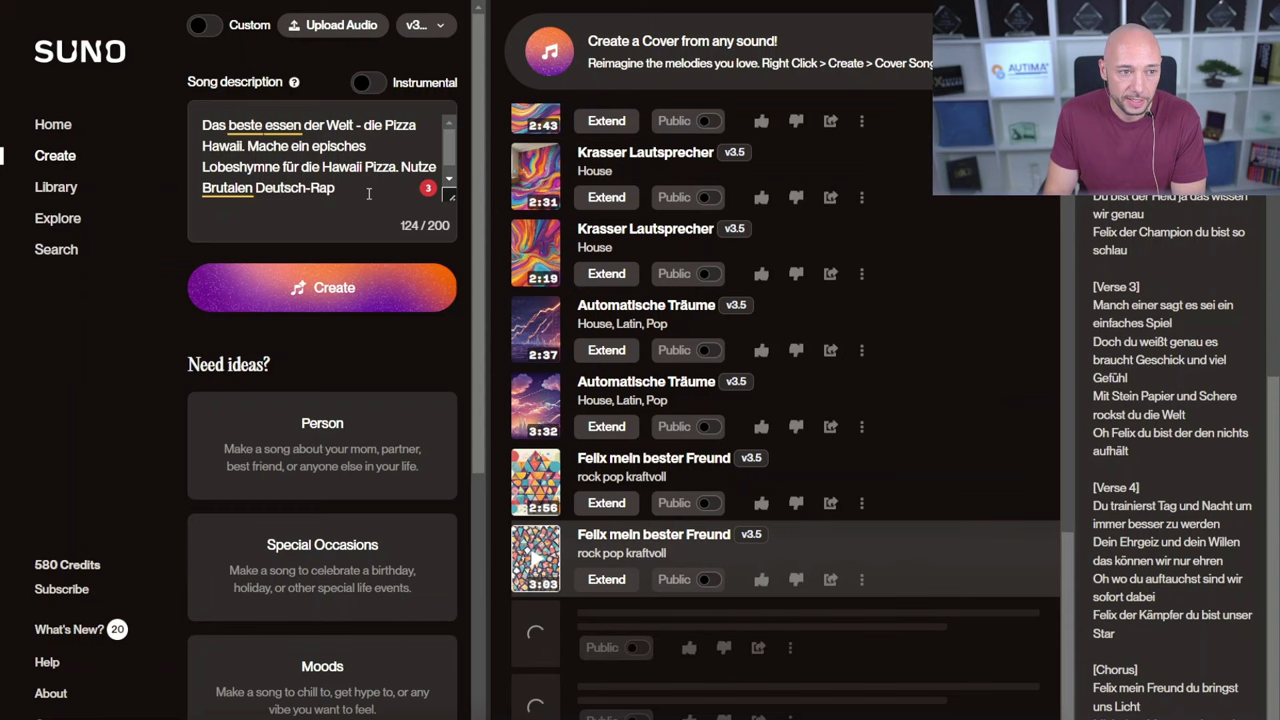 SUNO
Home
Create
Library
Explore
Search
580 Credits
Subscribe
What's New? 20
Help
About
Custom
Upload Audio
v3...
Song description ?
Instrumental
Das beste essen der Welt - die Pizza
Hawaii. Mache ein episches
Lobeshymne für die Hawaii Pizza. Nutze
Brutalen Deutsch-Rap
3
124 / 200
Create
Need ideas?
Person
Make a song about your mom, partner,
best friend, or anyone else in your life.
Special Occasions
Make a song to celebrate a birthday,
holiday, or other special life events.
Moods
Make a song to chill to, get hype to, or any
vibe you want to feel.
Create a Cover from any sound!
Reimagine the melodies you love. Right Click > Create > Cover Song
2:43
Extend
Public
Krasser Lautsprecher v3.5
House
2:31
Extend
Public
Krasser Lautsprecher v3.5
House
2:19
Extend
Public
Automatische Träume v3.5
House, Latin, Pop
2:37
Extend
Public
Automatische Träume v3.5
House, Latin, Pop
3:32
Extend
Public
Felix mein bester Freund v3.5
rock pop kraftvoll
2:56
Extend
Public
Felix mein bester Freund v3.5
rock pop kraftvoll
3:03
Extend
Public
Public
Public
AUTIMA
Du bist der Held ja das wissen
wir genau
Felix der Champion du bist so
schlau
[Verse 3]
Manch einer sagt es sei ein
einfaches Spiel
Doch du weißt genau es
braucht Geschick und viel
Gefühl
Mit Stein Papier und Schere
rockst du die Welt
Oh Felix du bist der den nichts
aufhält
[Verse 4]
Du trainierst Tag und Nacht um
immer besser zu werden
Dein Ehrgeiz und dein Willen
das können wir nur ehren
Oh wo du auftauchst sind wir
sofort dabei
Felix der Kämpfer du bist unser
Star
[Chorus]
Felix mein Freund du bringst
uns Licht